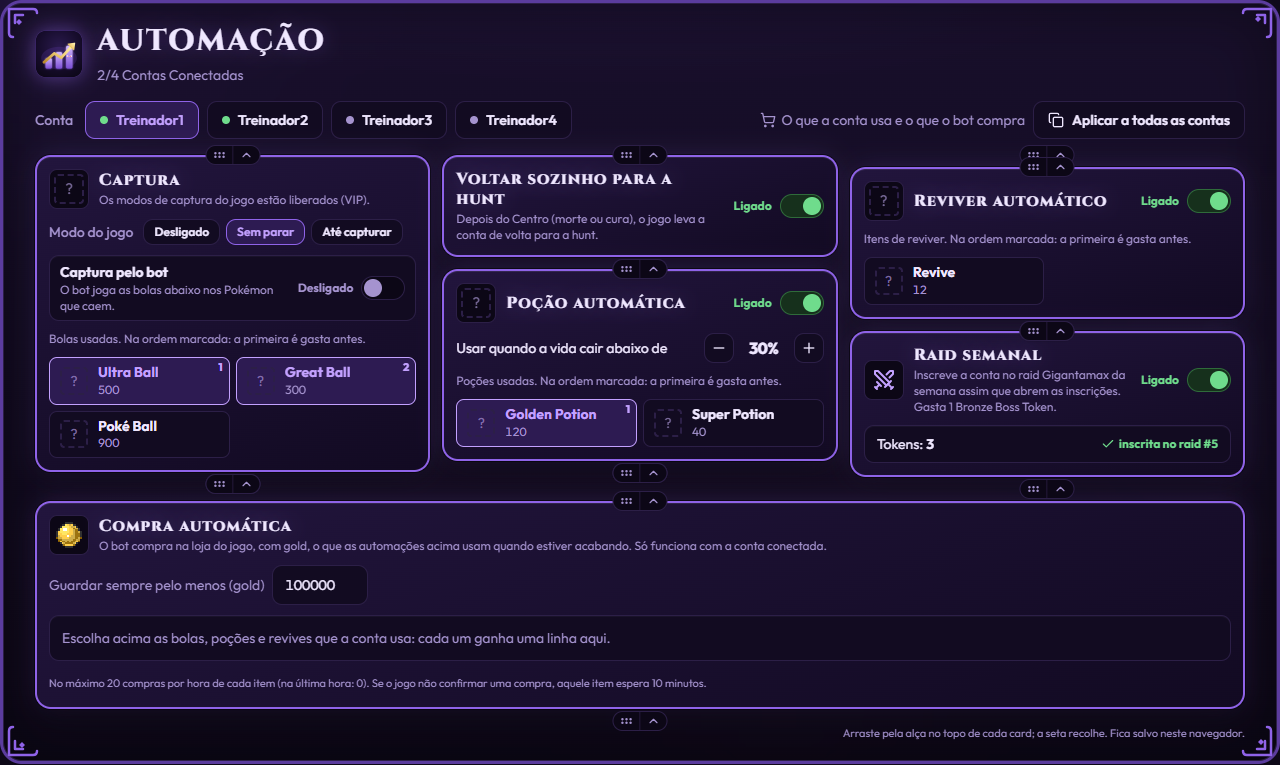 AUTOMAÇÃO
2/4 Contas Conectadas
Conta
Treinador1
Treinador2
Treinador3
Treinador4
O que a conta usa e o que o bot compra
Aplicar a todas as contas
?
CAPTURA
Os modos de captura do jogo estão liberados (VIP).
Modo do jogo
Desligado
Sem parar
Até capturar
Captura pelo bot
O bot joga as bolas abaixo nos Pokémon
que caem.
Desligado
Bolas usadas. Na ordem marcada: a primeira é gasta antes.
?
Ultra Ball
500
1
?
Great Ball
300
2
?
Poké Ball
900
VOLTAR SOZINHO PARA A
HUNT
Depois do Centro (morte ou cura), o jogo leva a
conta de volta para a hunt.
Ligado
?
POÇÃO AUTOMÁTICA
Ligado
Usar quando a vida cair abaixo de
−
30%
+
Poções usadas. Na ordem marcada: a primeira é gasta antes.
?
Golden Potion
120
1
?
Super Potion
40
?
REVIVER AUTOMÁTICO
Ligado
Itens de reviver. Na ordem marcada: a primeira é gasta antes.
?
Revive
12
RAID SEMANAL
Inscreve a conta no raid Gigantamax da
semana assim que abrem as inscrições.
Gasta 1 Bronze Boss Token.
Ligado
Tokens: 3
inscrita no raid #5
COMPRA AUTOMÁTICA
O bot compra na loja do jogo, com gold, o que as automações acima usam quando estiver acabando. Só funciona com a conta conectada.
Guardar sempre pelo menos (gold)
100000
Escolha acima as bolas, poções e revives que a conta usa: cada um ganha uma linha aqui.
No máximo 20 compras por hora de cada item (na última hora: 0). Se o jogo não confirmar uma compra, aquele item espera 10 minutos.
Arraste pela alça no topo de cada card; a seta recolhe. Fica salvo neste navegador.